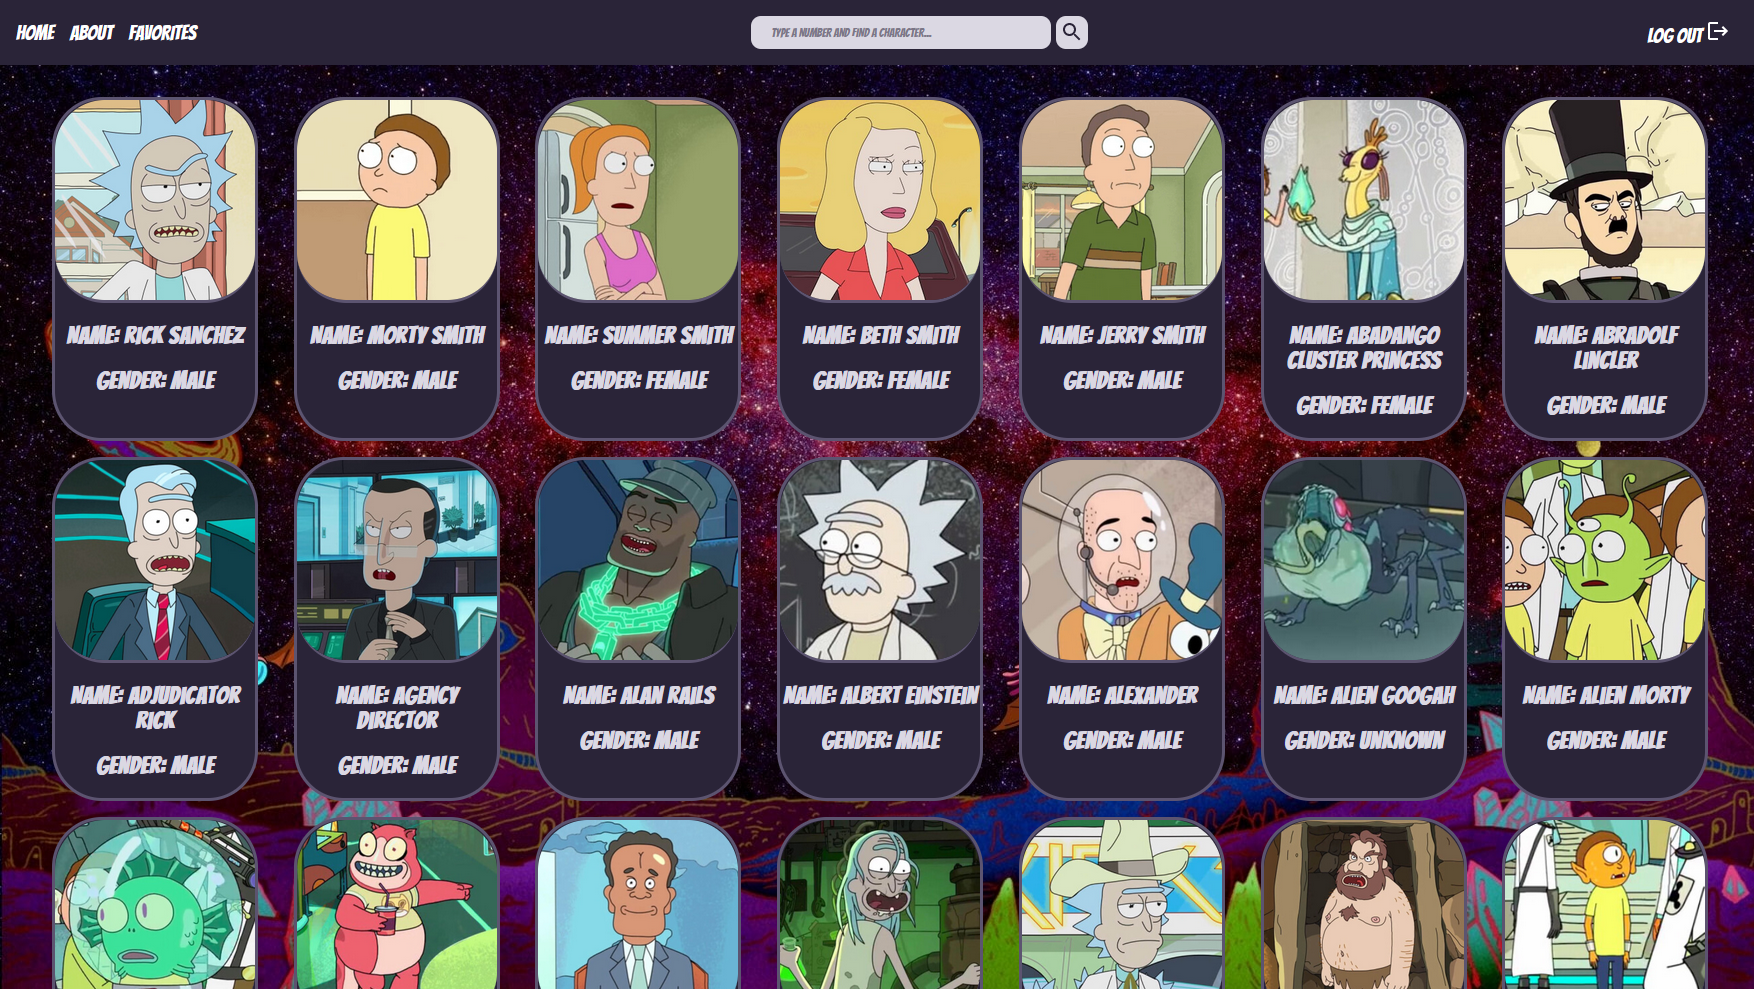 HOME ABOUT FAVORITES
TYPE A NUMBER AND FIND A CHARACTER...
LOG OUT
NAME: RICK SANCHEZ
GENDER: MALE
NAME: MORTY SMITH
GENDER: MALE
NAME: SUMMER SMITH
GENDER: FEMALE
NAME: BETH SMITH
GENDER: FEMALE
NAME: JERRY SMITH
GENDER: MALE
NAME: ABADANGO
CLUSTER PRINCESS
GENDER: FEMALE
NAME: ABRADOLF
LINCLER
GENDER: MALE
NAME: ADJUDICATOR
RICK
GENDER: MALE
NAME: AGENCY
DIRECTOR
GENDER: MALE
NAME: ALAN RAILS
GENDER: MALE
NAME: ALBERT EINSTEIN
GENDER: MALE
NAME: ALEXANDER
GENDER: MALE
NAME: ALIEN GOOGAH
GENDER: UNKNOWN
NAME: ALIEN MORTY
GENDER: MALE